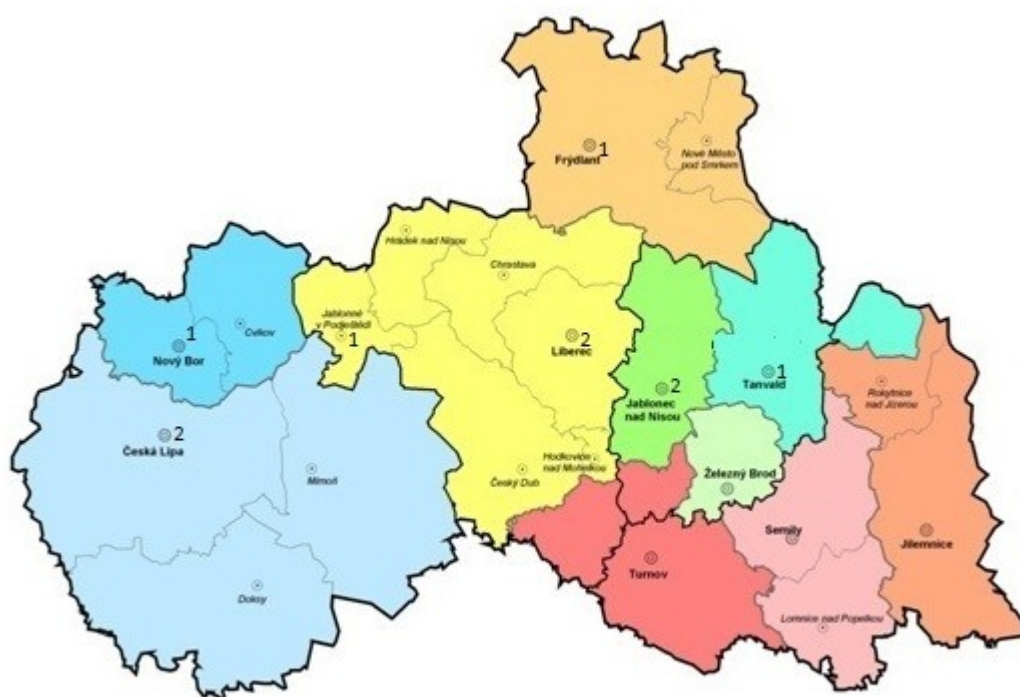 Frýdlant 1
Nové Město
pod Smrkem
Hrádek nad Nisou
Chrastava
Cvikov
Jablonné
v Podještědí
1
1
Nový Bor
Liberec 2
Tanvald 1
Jablonec
nad Nisou
2
Rokytnice
nad Jizerou
Česká Lípa
2
Mimoň
Český Dub
Hodkovice
nad Mohelkou
Železný Brod
Semily
Jilemnice
Turnov
Doksy
Lomnice nad Popelkou